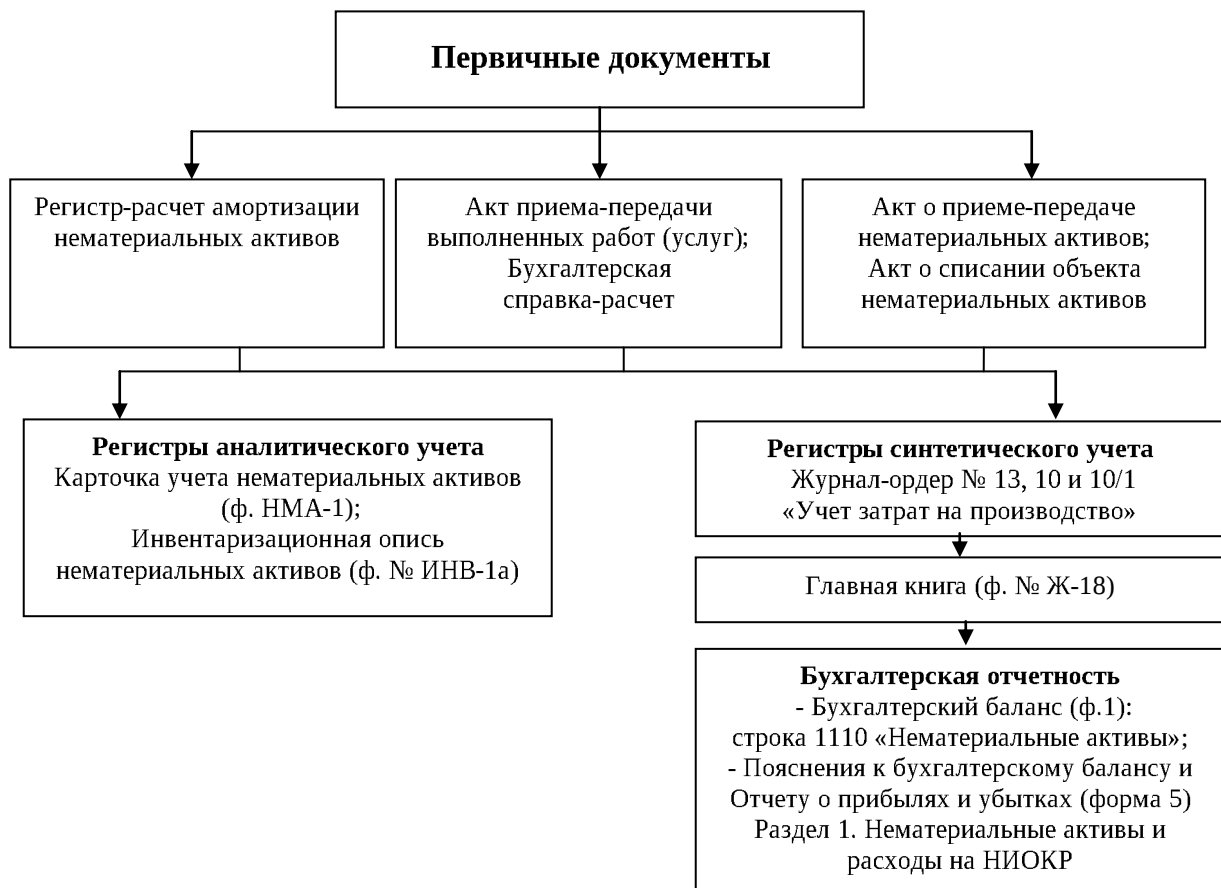 Первичные документы
Регистр-расчет амортизации
нематериальных активов
Акт приема-передачи
выполненных работ (услуг);
Бухгалтерская
справка-расчет
Акт о приеме-передаче
нематериальных активов;
Акт о списании объекта
нематериальных активов
Регистры аналитического учета
Карточка учета нематериальных активов
(ф. НМА-1);
Инвентаризационная опись
нематериальных активов (ф. № ИНВ-1а)
Регистры синтетического учета
Журнал-ордер № 13, 10 и 10/1
«Учет затрат на производство»
Главная книга (ф. № Ж-18)
Бухгалтерская отчетность
- Бухгалтерский баланс (ф.1):
строка 1110 «Нематериальные активы»;
- Пояснения к бухгалтерскому балансу и
Отчету о прибылях и убытках (форма 5)
Раздел 1. Нематериальные активы и
расходы на НИОКР